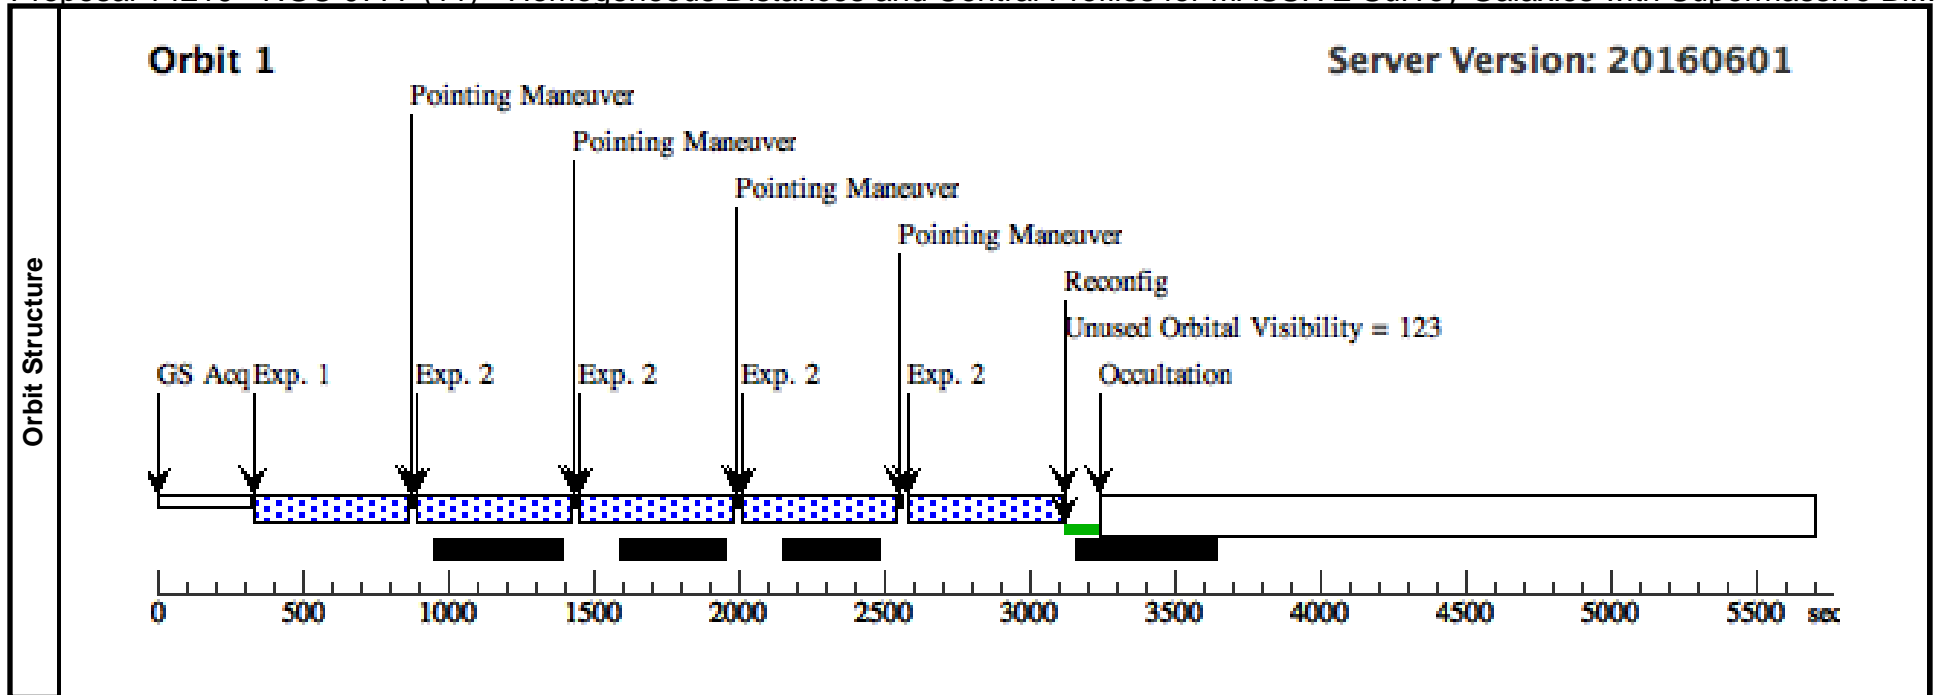 Orbit Structure
Orbit 1
Server Version: 20160601
Pointing Maneuver
Pointing Maneuver
Pointing Maneuver
Pointing Maneuver
Reconfig
Unused Orbital Visibility = 123
GS Acq Exp. 1 Exp. 2 Exp. 2 Exp. 2 Exp. 2 Occultation
0 500 1000 1500 2000 2500 3000 3500 4000 4500 5000 5500 sec